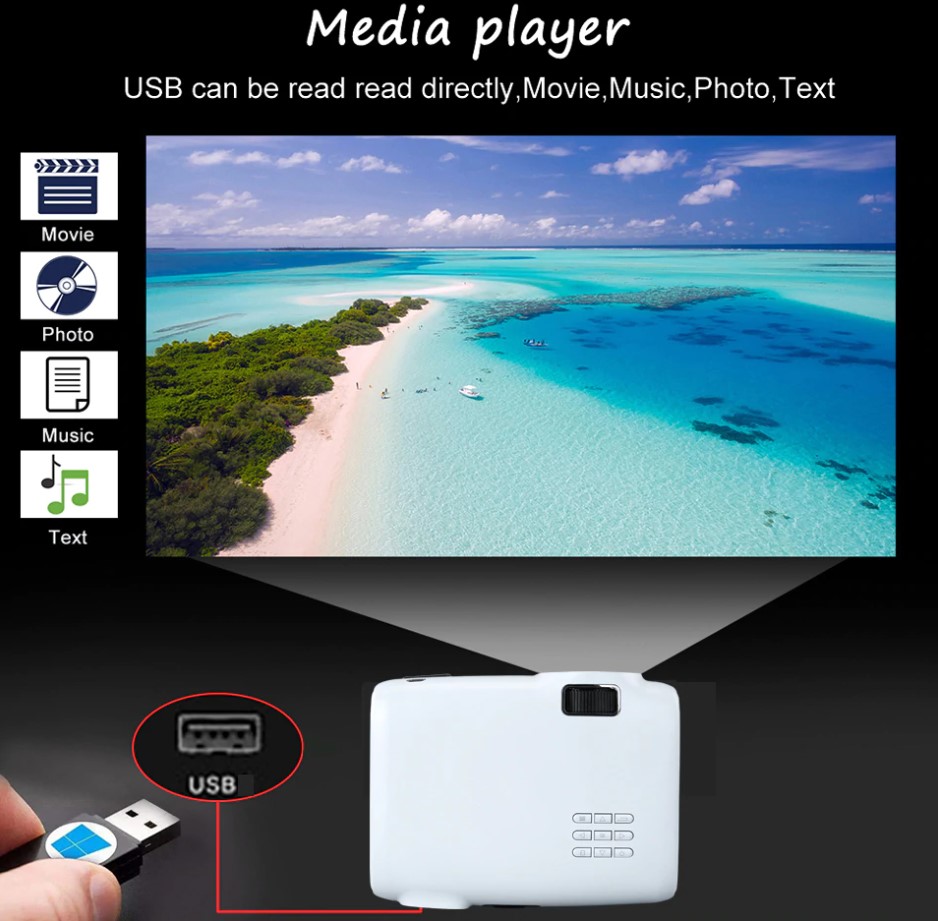 Media player
USB can be read read directly,Movie,Music,Photo,Text
Movie
Photo
Music
Text
USB